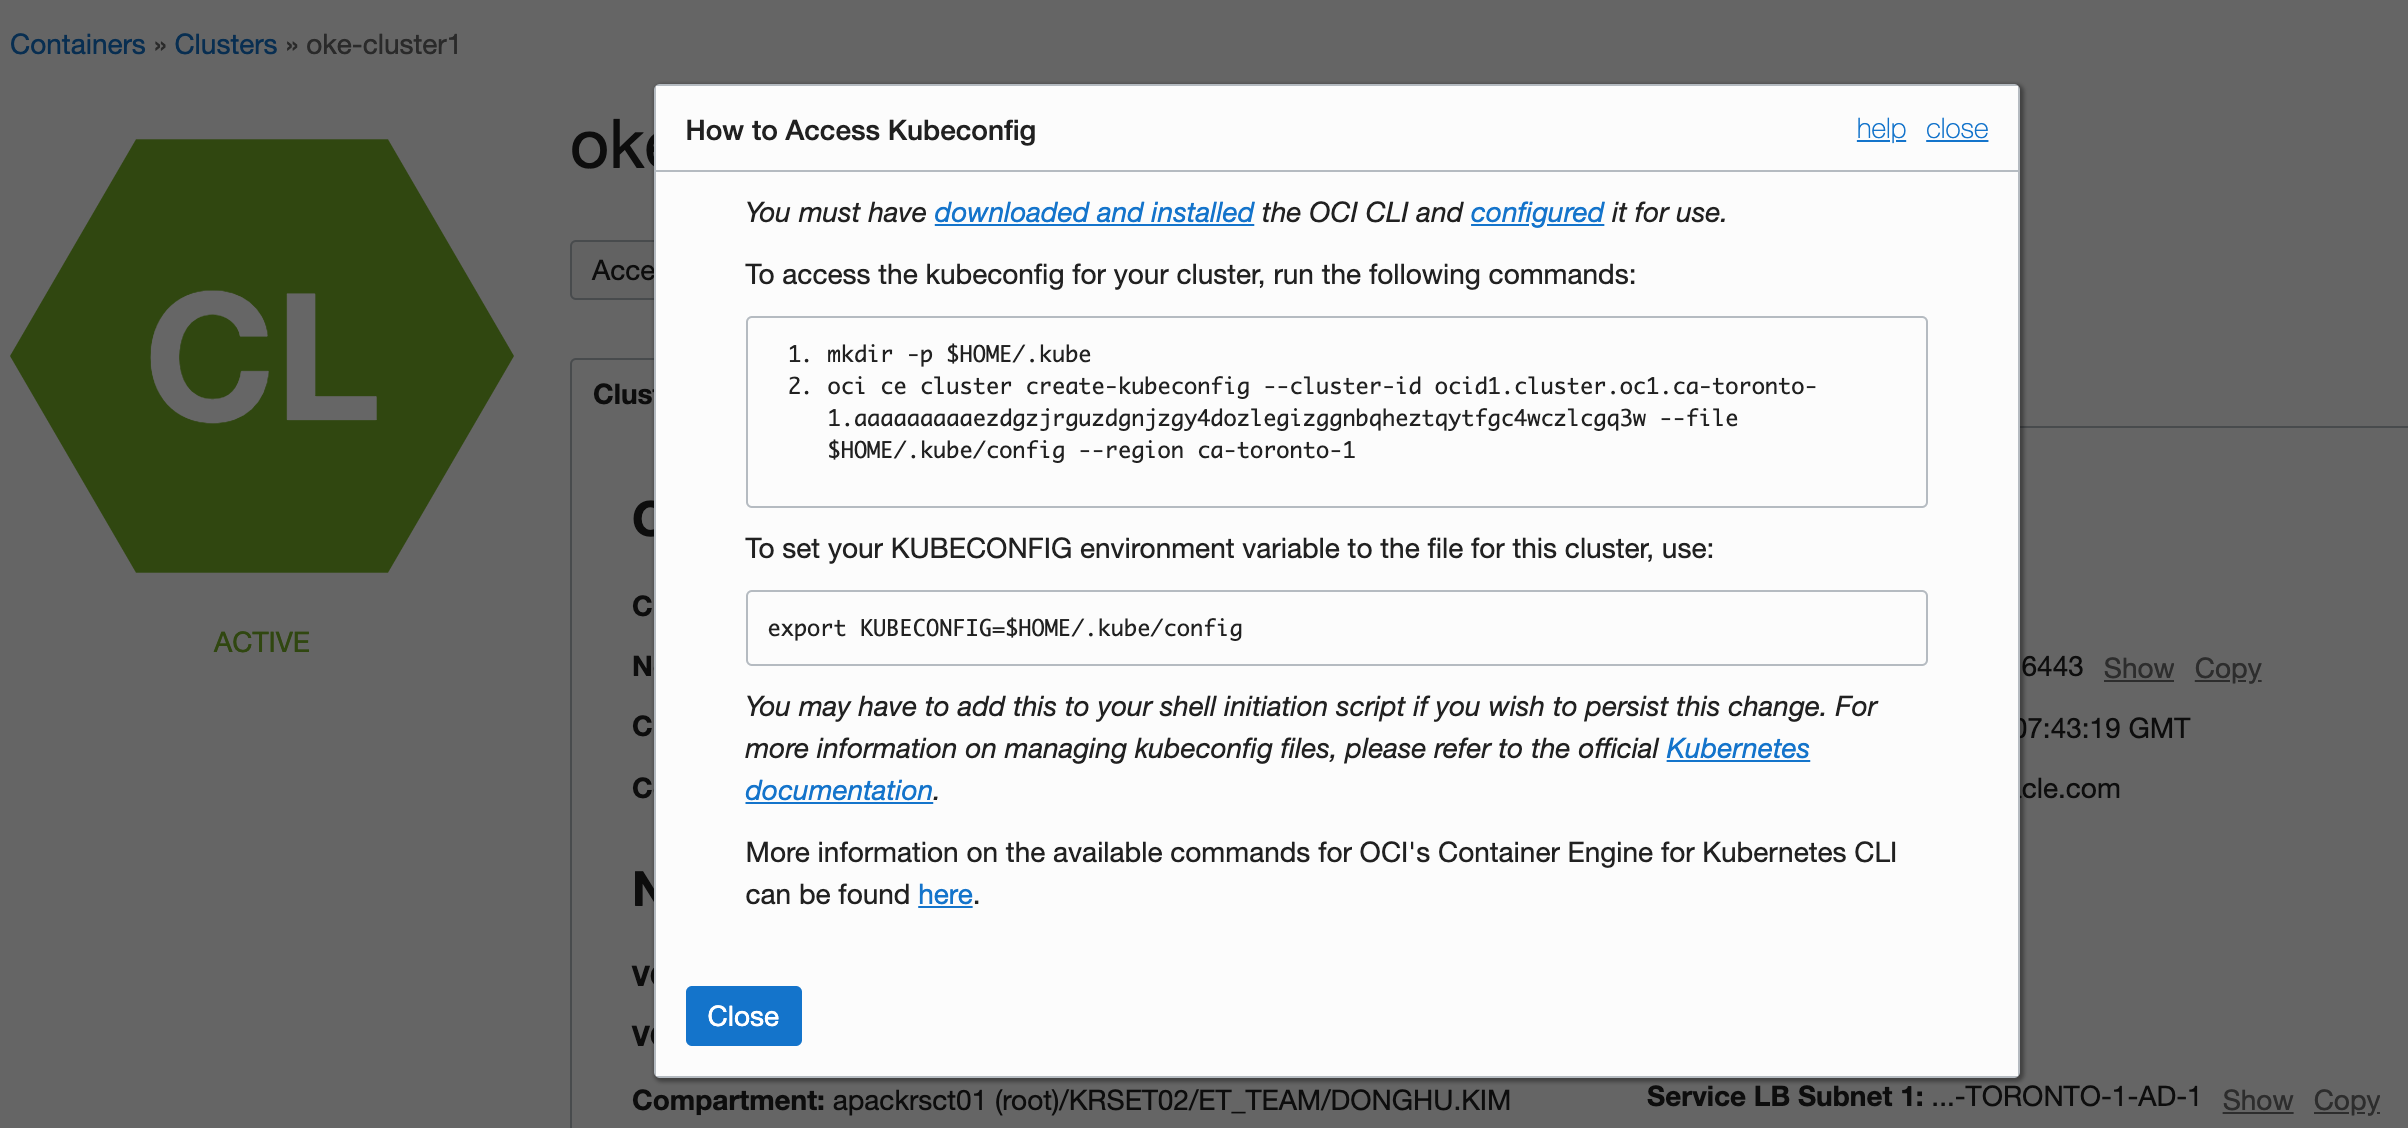 Containers » Clusters » oke-cluster1
CL
ACTIVE
How to Access Kubeconfig
help close
You must have downloaded and installed the OCI CLI and configured it for use.
To access the kubeconfig for your cluster, run the following commands:
1. mkdir -p $HOME/.kube
2. oci ce cluster create-kubeconfig --cluster-id ocid1.cluster.oc1.ca-toronto-
1.aaaaaaaaaezdgzjrguzdgnjzgy4dozlegizggnbqheztqytfgc4wczlcgq3w --file
$HOME/.kube/config --region ca-toronto-1
To set your KUBECONFIG environment variable to the file for this cluster, use:
export KUBECONFIG=$HOME/.kube/config
You may have to add this to your shell initiation script if you wish to persist this change. For
more information on managing kubeconfig files, please refer to the official Kubernetes
documentation.
More information on the available commands for OCI's Container Engine for Kubernetes CLI
can be found here.
Close
6443 Show Copy
07:43:19 GMT
cle.com
Compartment: apackrsct01 (root)/KRSET02/ET_TEAM/DONGHU.KIM
Service LB Subnet 1: ...-TORONTO-1-AD-1 Show Copy